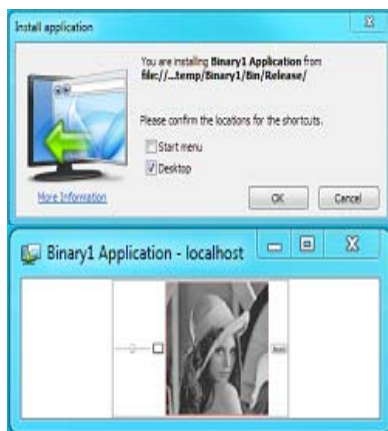 Install application
You are installing Binary1 Application from
file://...temp/Binary1/Bin/Release/
Please confirm the locations for the shortcuts.
Start menu
Desktop
More Information
OK
Cancel
Binary1 Application - localhost